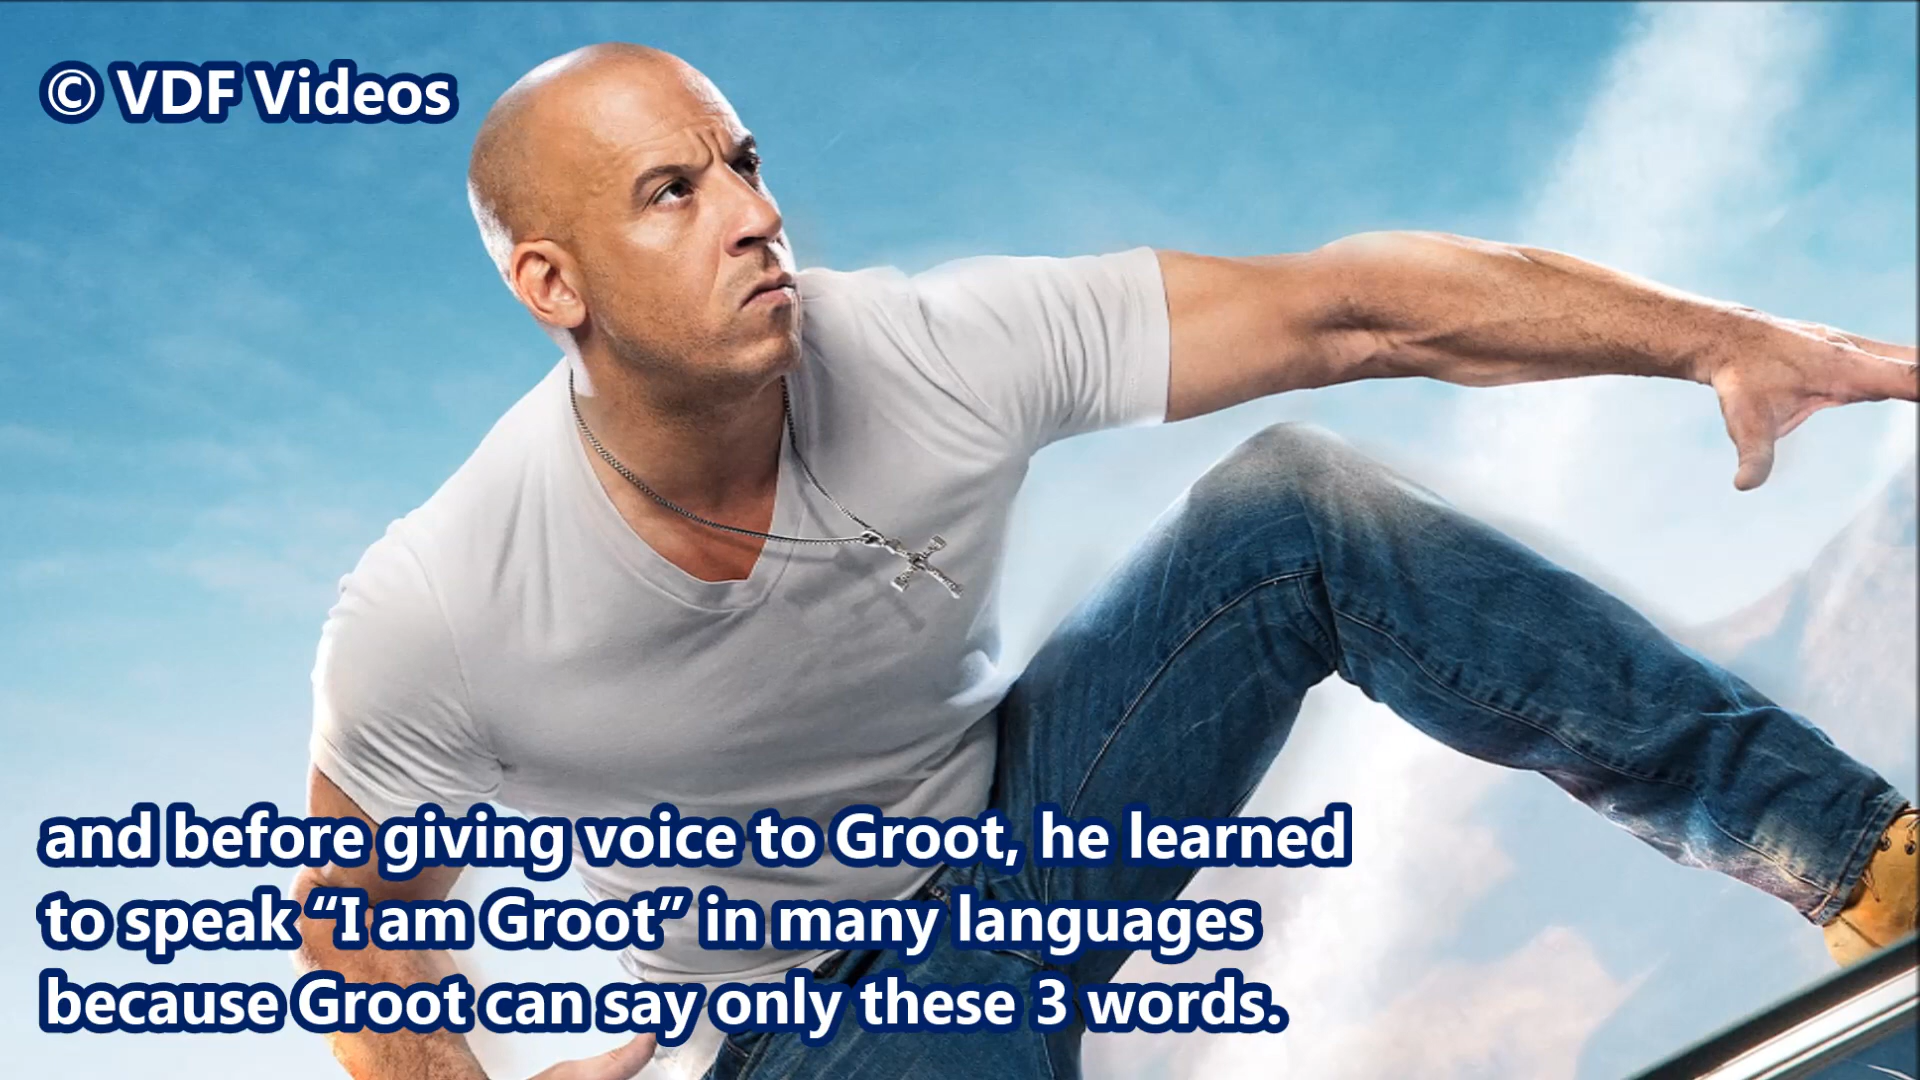 © VDF Videos
and before giving voice to Groot, he learned
to speak “I am Groot” in many languages
because Groot can say only these 3 words.